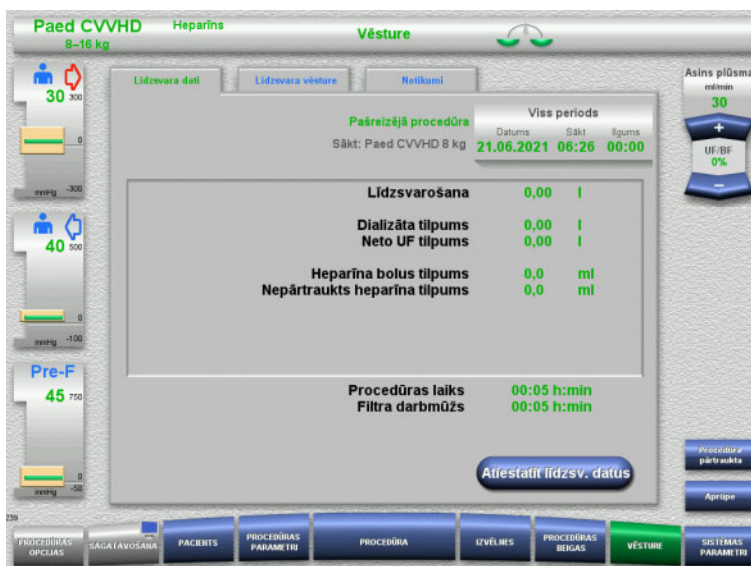 Paed CVVHD Heparīns Vēsture
8–16 kg
30 300
0
mmHg -300
40 500
0
mmHg -100
Pre-F
45 750
0
mmHg -50
Līdzsvara dati Līdzsvara vēsture Notikumi
Pašreizējā procedūra
Sākt: Paed CVVHD 8 kg
Viss periods
Datums Sākt Ilgums
21.06.2021 06:26 00:00
Līdzsvarošana 0,00 l
Dializāta tilpums 0,00 l
Neto UF tilpums 0,00 l
Heparīna bolus tilpums 0,0 ml
Nepārtraukts heparīna tilpums 0,0 ml
Procedūras laiks 00:05 h:min
Filtra darbmūžs 00:05 h:min
Atiestatīt līdzsv. datus
Asins plūsma
ml/min
30
+
UF/BF
0%
–
Procedūra
pārtraukta
Aprūpe
239
PROCEDŪRAS
OPCIJAS
SAGATAVOŠANA
PACIENTS
PROCEDŪRAS
PARAMETRI
PROCEDŪRA
IZVĒLNES
PROCEDŪRAS
BEIGAS
VĒSTURE
SISTĒMAS
PARAMETRI